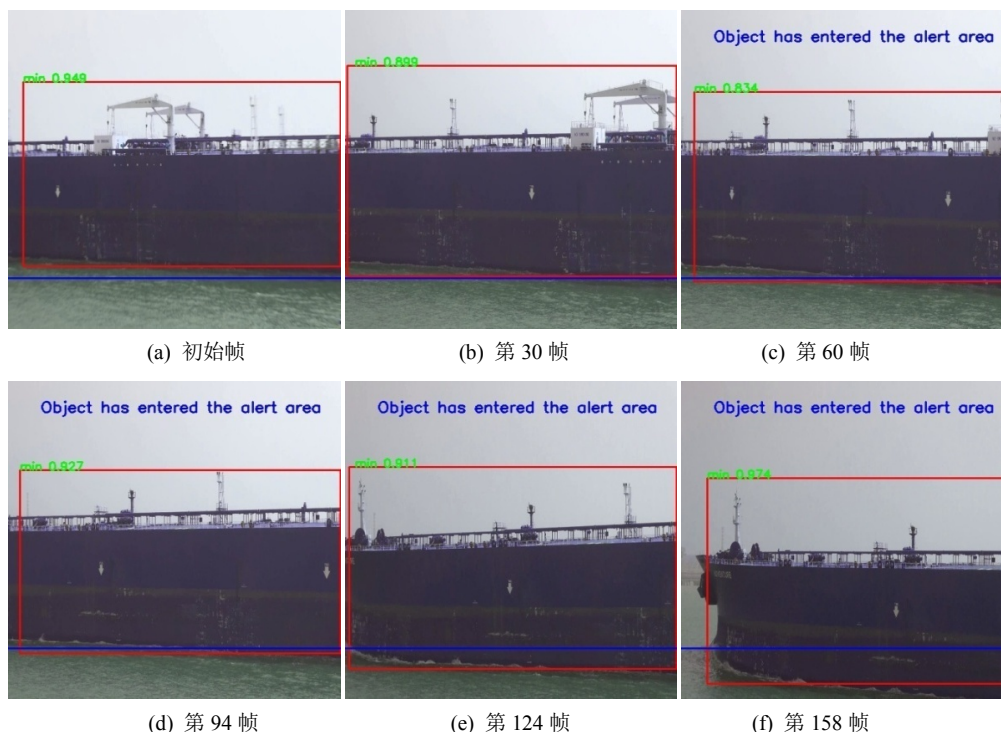 min 0.949
(a) 初始帧
min 0.899
(b) 第 30 帧
Object has entered the alert area
min 0.834
(c) 第 60 帧
Object has entered the alert area
min 0.927
(d) 第 94 帧
Object has entered the alert area
min 0.911
(e) 第 124 帧
Object has entered the alert area
min 0.974
(f) 第 158 帧